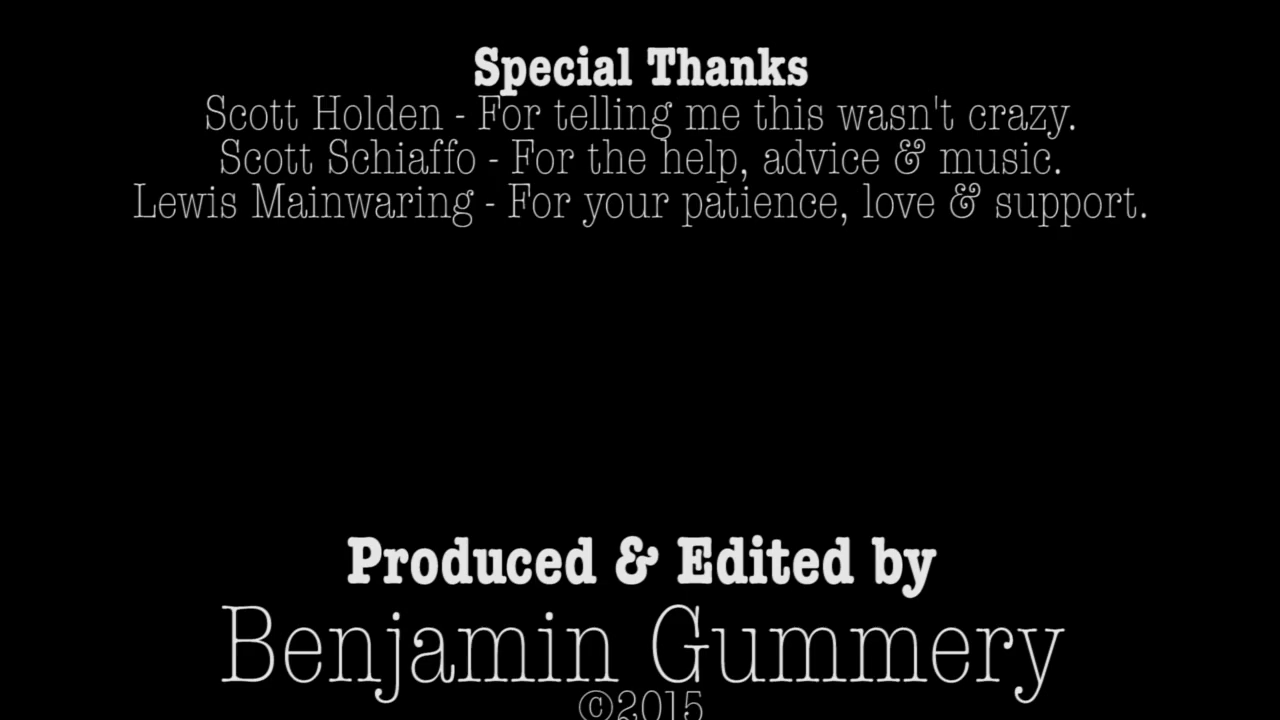 Special Thanks
Scott Holden - For telling me this wasn't crazy.
Scott Schiaffo - For the help, advice & music.
Lewis Mainwaring - For your patience, love & support.
Produced & Edited by
Benjamin Gummery
©2015